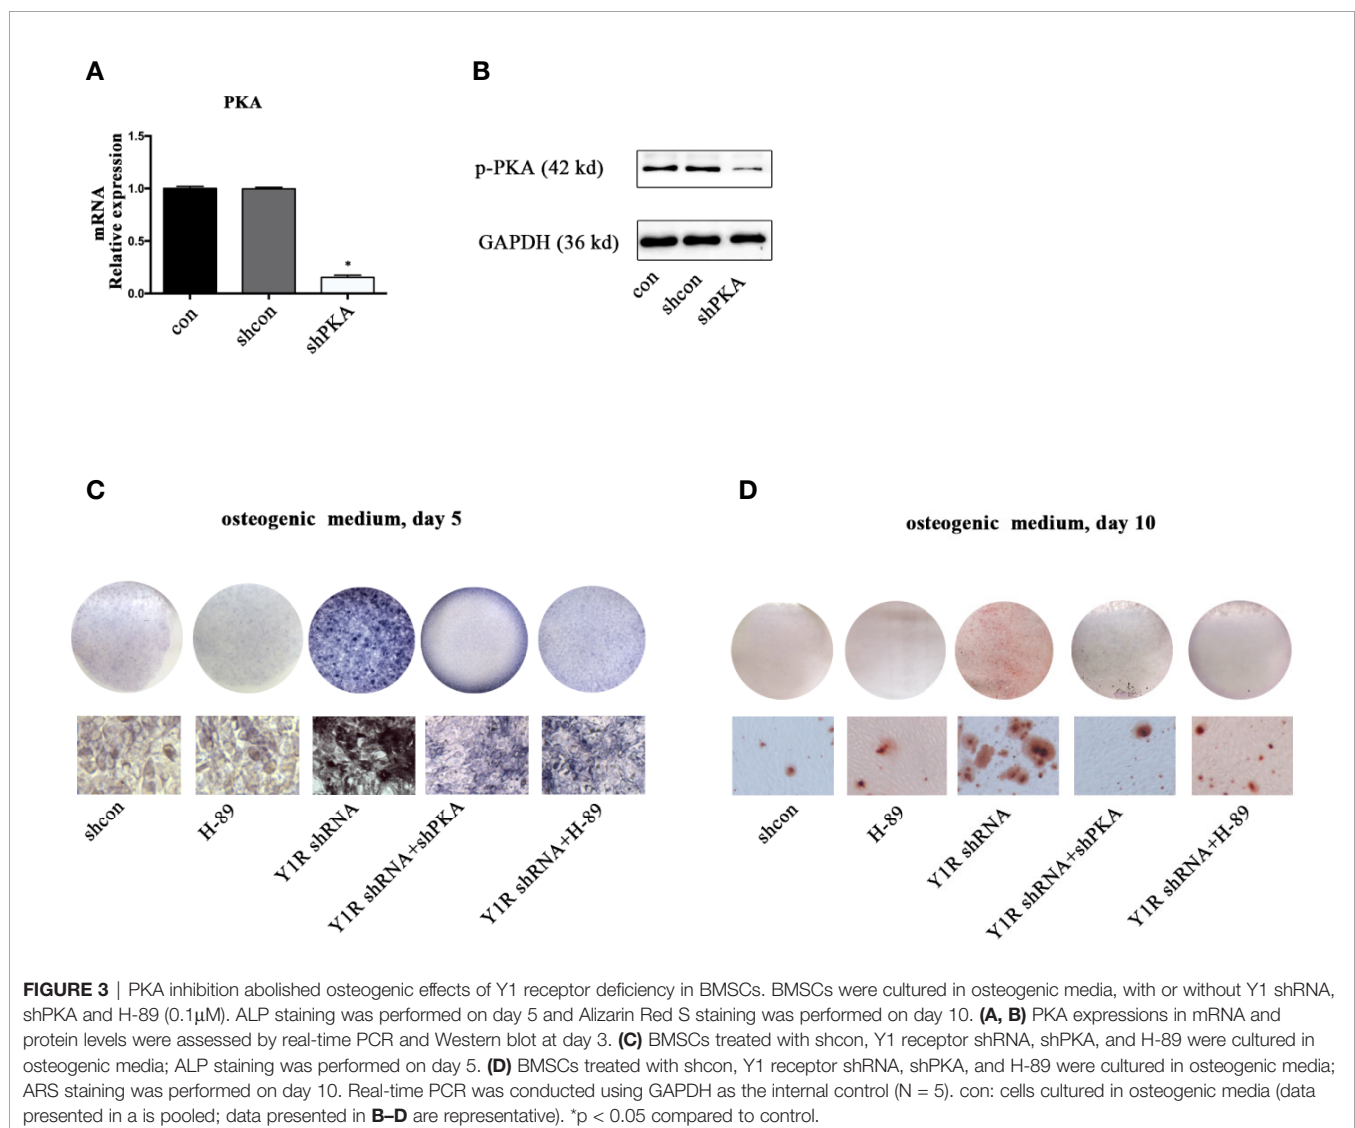 A
PKA
mRNA
Relative expression
1.5
1.0
0.5
0.0
*
con
shcon
shPKA
B
p-PKA (42 kd)
GAPDH (36 kd)
con
shcon
shPKA
C
osteogenic medium, day 5
shcon
H-89
Y1R shRNA
Y1R shRNA+shPKA
Y1R shRNA+H-89
D
osteogenic medium, day 10
shcon
H-89
Y1R shRNA
Y1R shRNA+shPKA
Y1R shRNA+H-89
FIGURE 3 | PKA inhibition abolished osteogenic effects of Y1 receptor deficiency in BMSCs. BMSCs were cultured in osteogenic media, with or without Y1 shRNA,
shPKA and H-89 (0.1μM). ALP staining was performed on day 5 and Alizarin Red S staining was performed on day 10. (A, B) PKA expressions in mRNA and
protein levels were assessed by real-time PCR and Western blot at day 3. (C) BMSCs treated with shcon, Y1 receptor shRNA, shPKA, and H-89 were cultured in
osteogenic media; ALP staining was performed on day 5. (D) BMSCs treated with shcon, Y1 receptor shRNA, shPKA, and H-89 were cultured in osteogenic media;
ARS staining was performed on day 10. Real-time PCR was conducted using GAPDH as the internal control (N = 5). con: cells cultured in osteogenic media (data
presented in a is pooled; data presented in B–D are representative). *p < 0.05 compared to control.